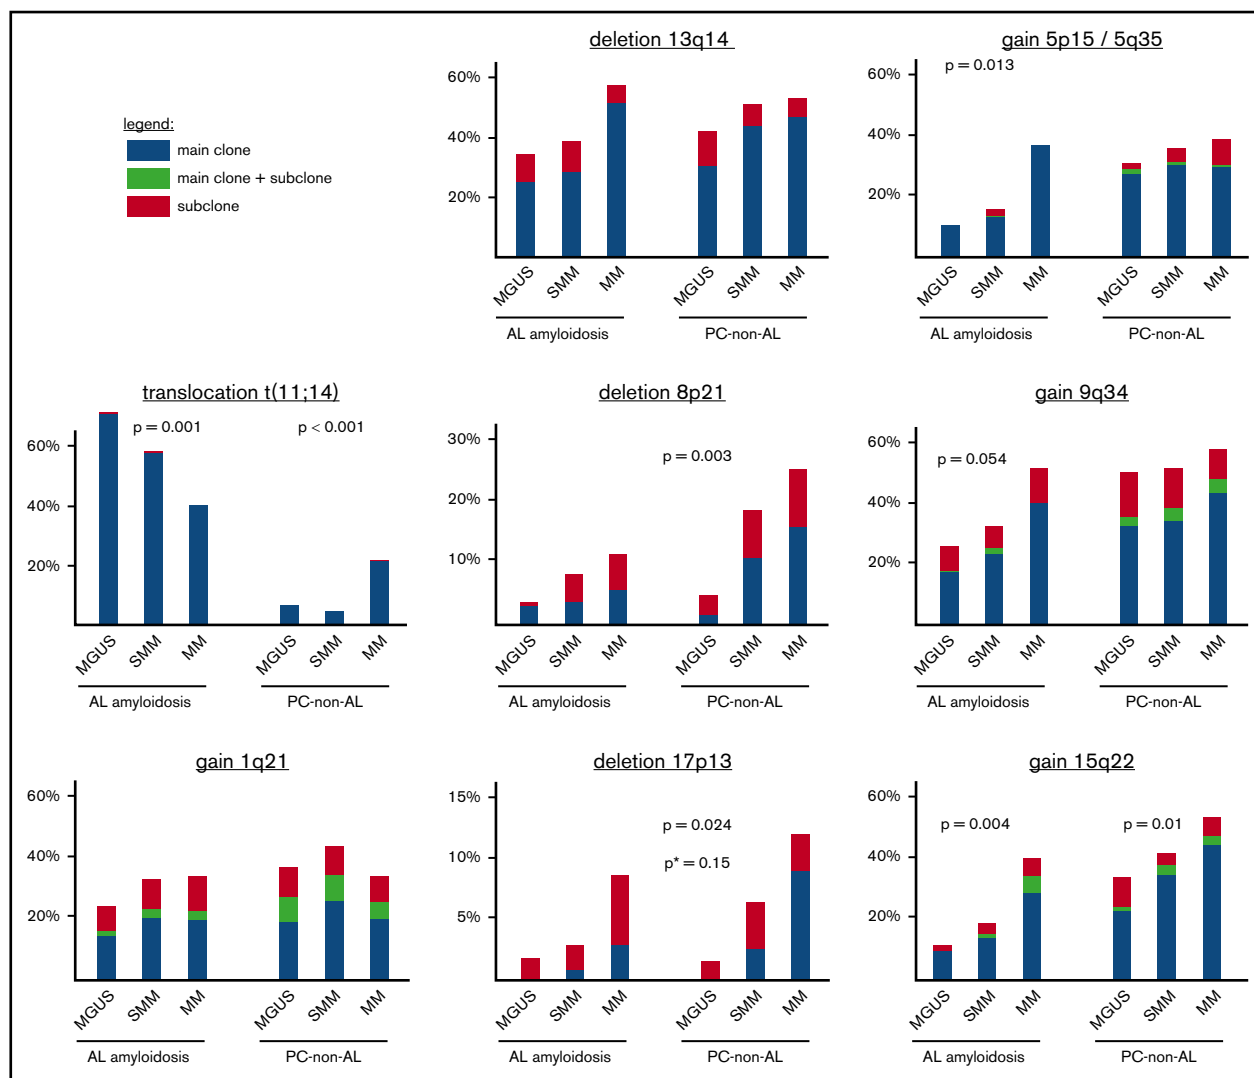 deletion 13q14
gain 5p15 / 5q35
legend:
main clone
main clone + subclone
subclone
60%
40%
20%
MGUS SMM MM MGUS SMM MM
AL amyloidosis PC-non-AL
p = 0.013
60%
40%
20%
MGUS SMM MM MGUS SMM MM
AL amyloidosis PC-non-AL
translocation t(11;14)
p = 0.001 p < 0.001
60%
40%
20%
MGUS SMM MM MGUS SMM MM
AL amyloidosis PC-non-AL
deletion 8p21
30%
p = 0.003
20%
10%
MGUS SMM MM MGUS SMM MM
AL amyloidosis PC-non-AL
gain 9q34
60%
p = 0.054
40%
20%
MGUS SMM MM MGUS SMM MM
AL amyloidosis PC-non-AL
gain 1q21
60%
40%
20%
MGUS SMM MM MGUS SMM MM
AL amyloidosis PC-non-AL
deletion 17p13
15%
p = 0.024
10%
p* = 0.15
5%
MGUS SMM MM MGUS SMM MM
AL amyloidosis PC-non-AL
gain 15q22
60%
p = 0.004 p = 0.01
40%
20%
MGUS SMM MM MGUS SMM MM
AL amyloidosis PC-non-AL